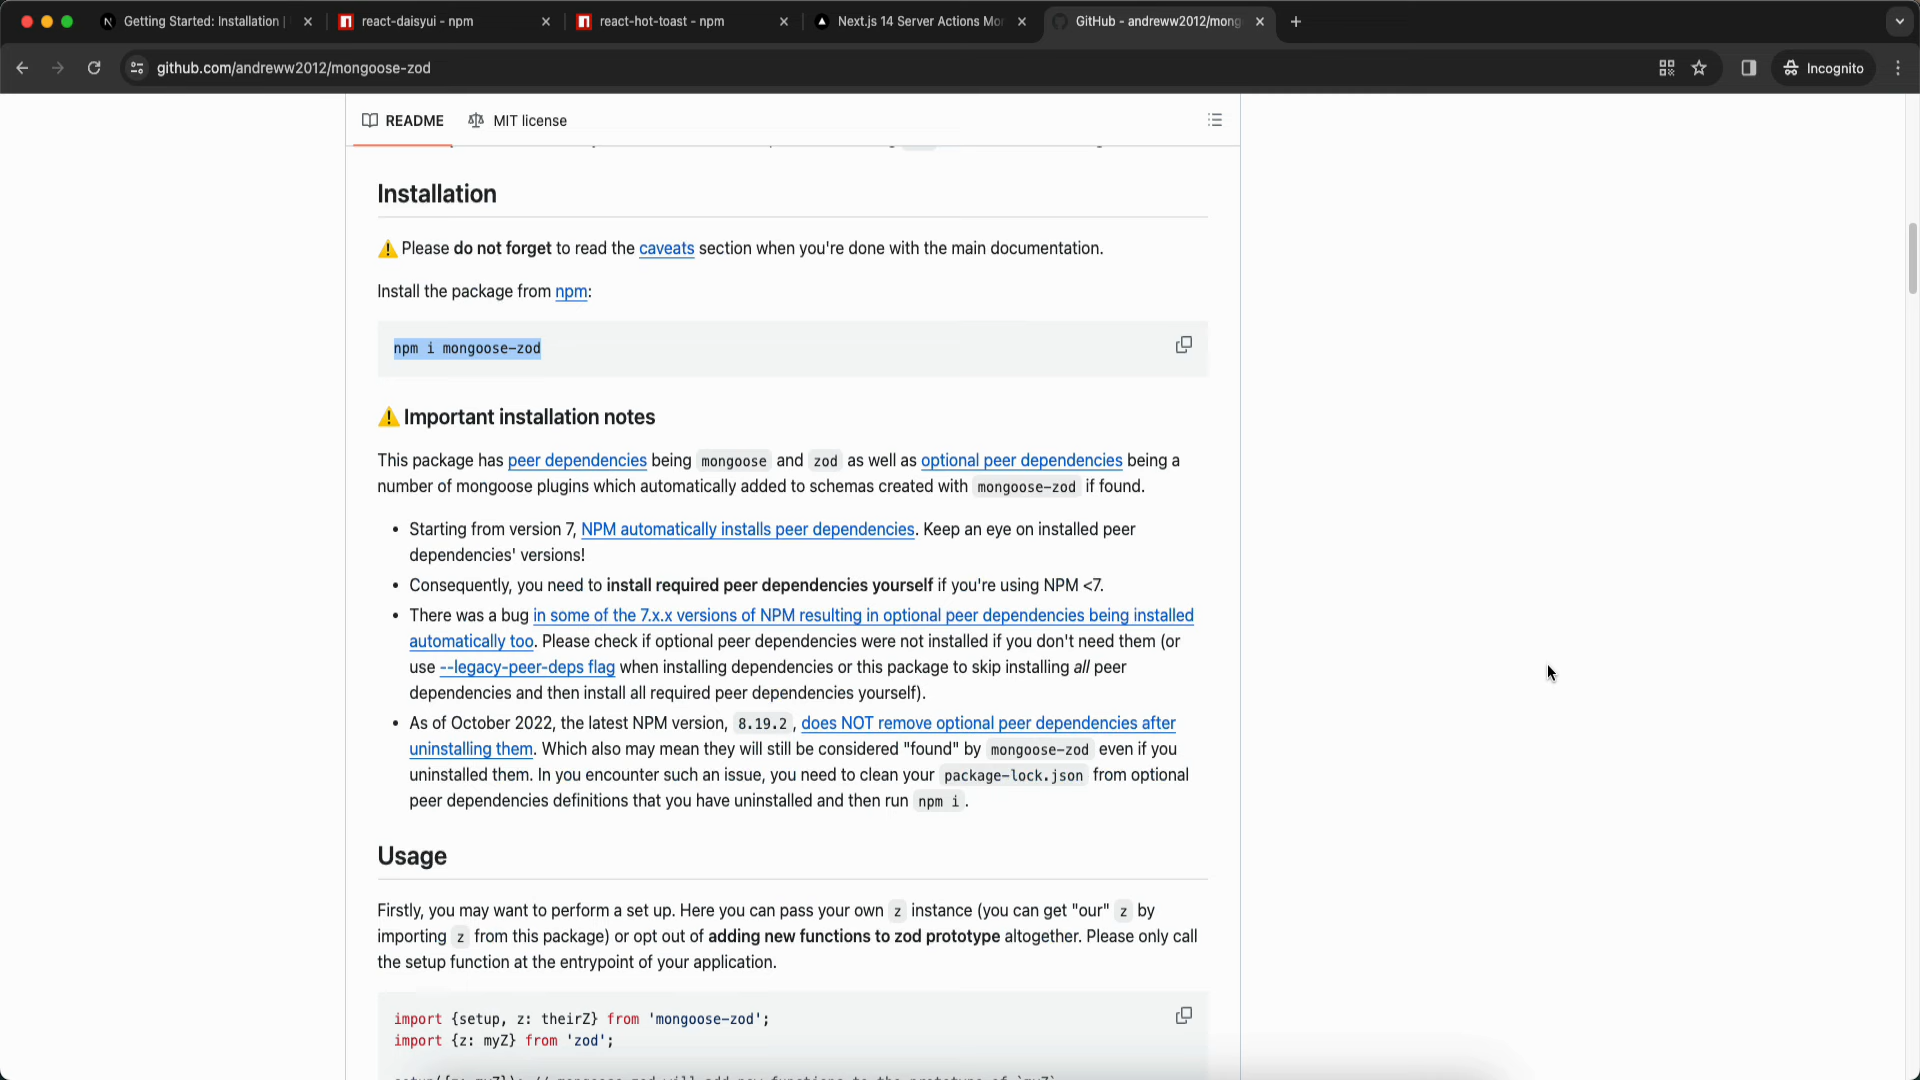 Getting Started: Installation |
react-daisyui - npm
react-hot-toast - npm
Next.js 14 Server Actions Mo
GitHub - andreww2012/mong
github.com/andreww2012/mongoose-zod
Incognito
README
MIT license
Installation
⚠ Please do not forget to read the caveats section when you're done with the main documentation.
Install the package from npm:
npm i mongoose-zod
⚠ Important installation notes
This package has peer dependencies being mongoose and zod as well as optional peer dependencies being a
number of mongoose plugins which automatically added to schemas created with mongoose-zod if found.
• Starting from version 7, NPM automatically installs peer dependencies. Keep an eye on installed peer
dependencies' versions!
• Consequently, you need to install required peer dependencies yourself if you're using NPM <7.
• There was a bug in some of the 7.x.x versions of NPM resulting in optional peer dependencies being installed
automatically too. Please check if optional peer dependencies were not installed if you don't need them (or
use --legacy-peer-deps flag when installing dependencies or this package to skip installing all peer
dependencies and then install all required peer dependencies yourself).
• As of October 2022, the latest NPM version, 8.19.2, does NOT remove optional peer dependencies after
uninstalling them. Which also may mean they will still be considered "found" by mongoose-zod even if you
uninstalled them. In you encounter such an issue, you need to clean your package-lock.json from optional
peer dependencies definitions that you have uninstalled and then run npm i.
Usage
Firstly, you may want to perform a set up. Here you can pass your own z instance (you can get "our" z by
importing z from this package) or opt out of adding new functions to zod prototype altogether. Please only call
the setup function at the entrypoint of your application.
import {setup, z: theirZ} from 'mongoose-zod';
import {z: myZ} from 'zod';